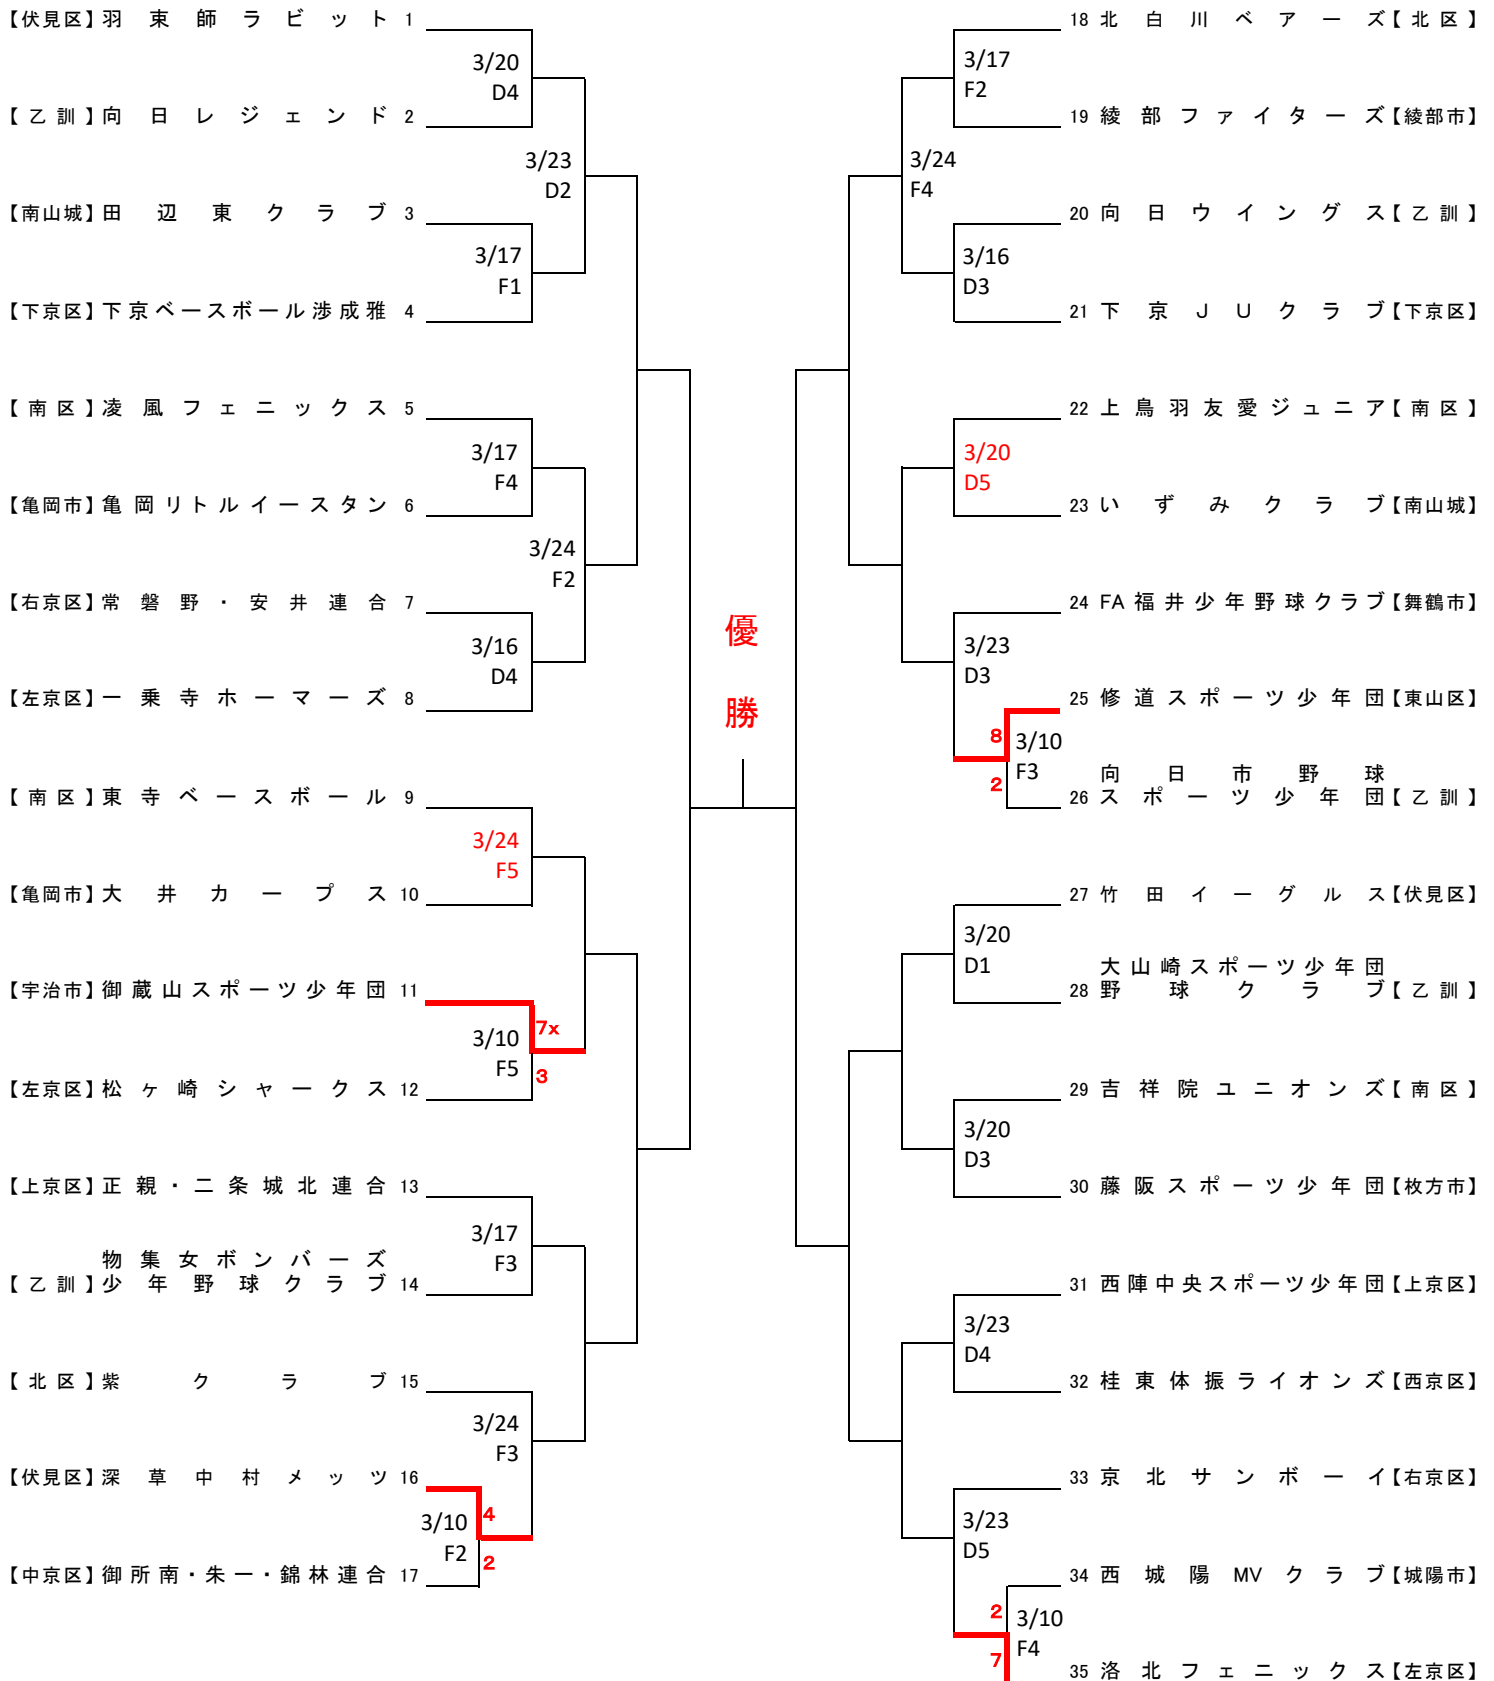 【伏見区】羽束師ラビット 1
3/20
D4
【乙訓】向日レジェンド 2
3/23
D2
【南山城】田辺東クラブ 3
3/17
F1
【下京区】下京ベースボール渉成雅 4
【南区】凌風フェニックス 5
3/17
F4
【亀岡市】亀岡リトルイースタン 6
3/24
F2
【右京区】常磐野・安井連合 7
3/16
D4
【左京区】一乗寺ホーマーズ 8
【南区】東寺ベースボール 9
3/24
F5
【亀岡市】大井カープス 10
【宇治市】御蔵山スポーツ少年団 11
7x
3/10
F5
3
【左京区】松ヶ崎シャークス 12
【上京区】正親・二条城北連合 13
3/17
F3
物集女ボンバーズ
【乙訓】少年野球クラブ 14
【北区】紫クラブ 15
3/24
F3
【伏見区】深草中村メッツ 16
4
3/10
F2
2
【中京区】御所南・朱一・錦林連合 17
優
勝
18 北白川ベアーズ【北区】
3/17
F2
19 綾部ファイターズ【綾部市】
3/24
F4
20 向日ウイングス【乙訓】
3/16
D3
21 下京JUクラブ【下京区】
22 上鳥羽友愛ジュニア【南区】
3/20
D5
23 いずみクラブ【南山城】
24 FA福井少年野球クラブ【舞鶴市】
3/23
D3
25 修道スポーツ少年団【東山区】
8
3/10
F3
2
向日市野球
26 スポーツ少年団【乙訓】
27 竹田イーグルス【伏見区】
3/20
D1
大山崎スポーツ少年団
28 野球クラブ【乙訓】
29 吉祥院ユニオンズ【南区】
3/20
D3
30 藤阪スポーツ少年団【枚方市】
31 西陣中央スポーツ少年団【上京区】
3/23
D4
32 桂東体振ライオンズ【西京区】
33 京北サンボーイ【右京区】
3/23
D5
34 西城陽MVクラブ【城陽市】
2
3/10
F4
7
35 洛北フェニックス【左京区】